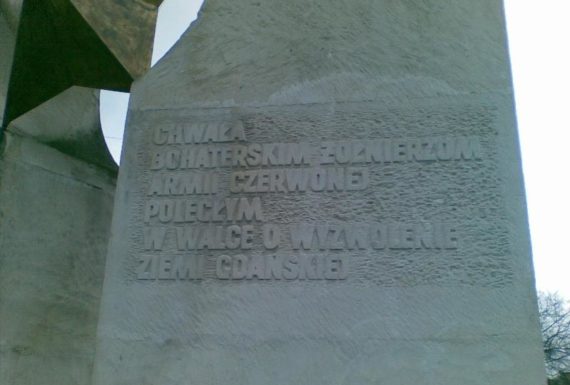 CHWAŁA
BOHATERSKIM ŻOŁNIERZOM
ARMII CZERWONEJ
POLEGŁYM
W WALCE O WYZWOLENIE
ZIEMI GDAŃSKIEJ